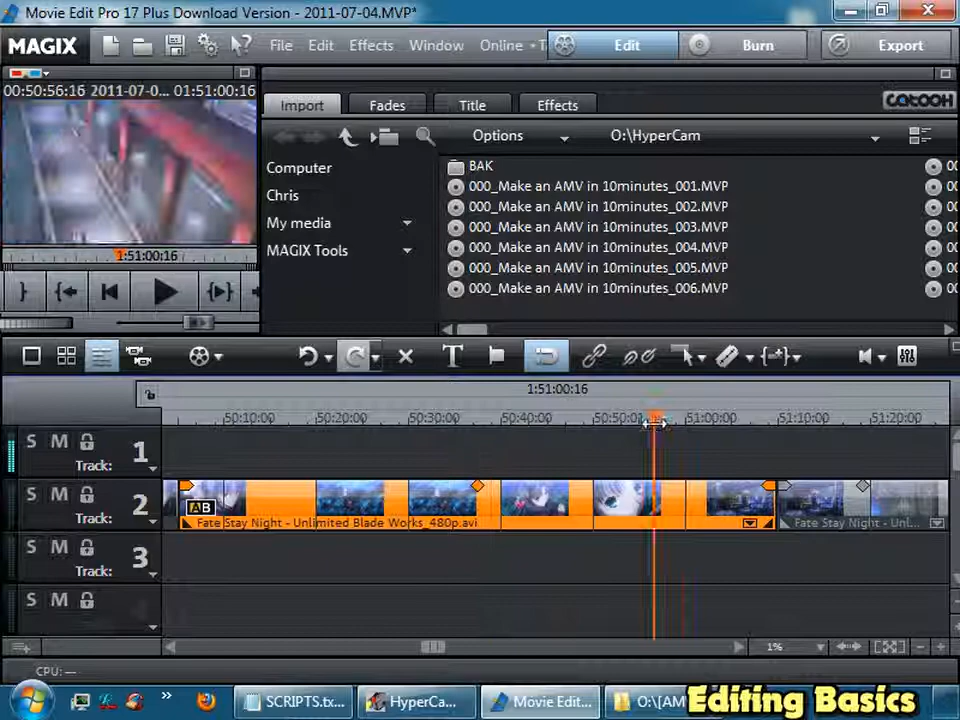 Movie Edit Pro 17 Plus Download Version - 2011-07-04.MVP*
MAGIX
File Edit Effects Window Online
Edit Burn Export
00:50:56:16 2011-07-0... 01:51:00:16
1:51:00:16
Import Fades Title Effects
catooh
Options O:\HyperCam
Computer
Chris
My media
MAGIX Tools
BAK
000_Make an AMV in 10minutes_001.MVP
000_Make an AMV in 10minutes_002.MVP
000_Make an AMV in 10minutes_003.MVP
000_Make an AMV in 10minutes_004.MVP
000_Make an AMV in 10minutes_005.MVP
000_Make an AMV in 10minutes_006.MVP
1:51:00:16
50:10:00 50:20:00 50:30:00 50:40:00 50:50:0 51:00:00 51:10:00 51:20:00
S M 1
Track:
S M 2
Track:
AB
Fate Stay Night - Unlimited Blade Works_480p.avi
Fate Stay Night - Unl...
S M 3
Track:
S M
1%
CPU: —
SCRIPTS.tx... HyperCa... Movie Edit... O:\[AM
Editing Basics